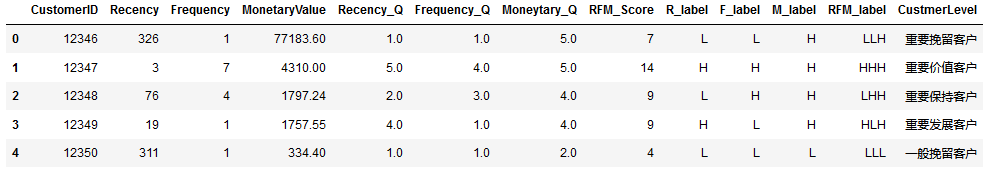 CustomerID Recency Frequency MonetaryValue Recency_Q Frequency_Q Moneytary_Q RFM_Score R_label F_label M_label RFM_label CustmerLevel
0 12346 326 1 77183.60 1.0 1.0 5.0 7 L L H LLH 重要挽留客户
1 12347 3 7 4310.00 5.0 4.0 5.0 14 H H H HHH 重要价值客户
2 12348 76 4 1797.24 2.0 3.0 4.0 9 L H H LHH 重要保持客户
3 12349 19 1 1757.55 4.0 1.0 4.0 9 H L H HLH 重要发展客户
4 12350 311 1 334.40 1.0 1.0 2.0 4 L L L LLL 一般挽留客户